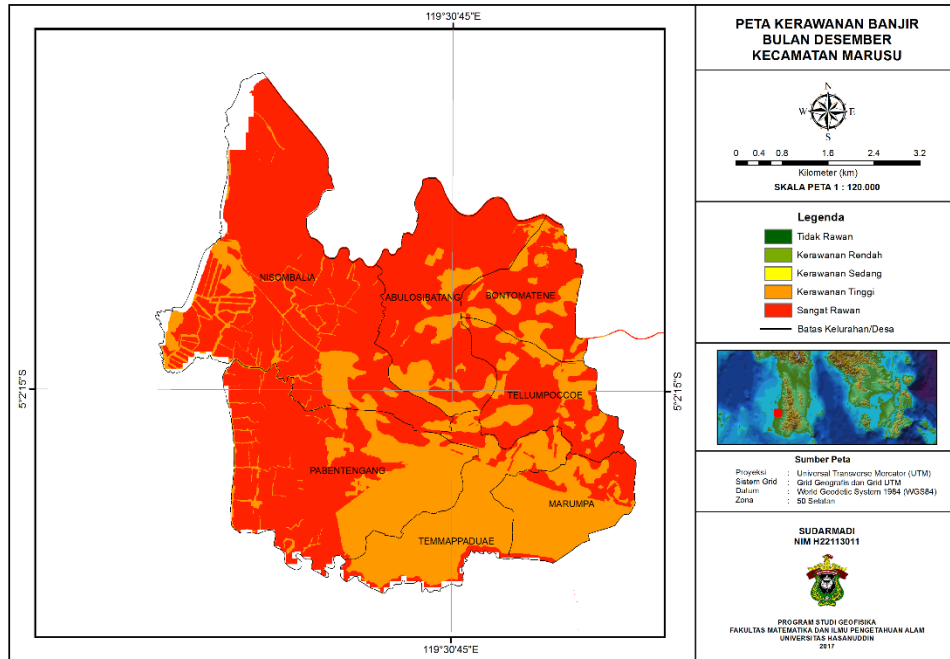 119°30'45"E
5°2'15"S
5°2'15"S
119°30'45"E
NISOMBALIA
ABULOSIBATANG
BONTOMATENE
TELLUMPOCCOE
PABENTENGANG
MARUMPA
TEMMAPPADUAE
PETA KERAWANAN BANJIR
BULAN DESEMBER
KECAMATAN MARUSU
N
W E
S
0 0.4 0.8 1.6 2.4 3.2
Kilometer (km)
SKALA PETA 1 : 120.000
Legenda
Tidak Rawan
Kerawanan Rendah
Kerawanan Sedang
Kerawanan Tinggi
Sangat Rawan
Batas Kelurahan/Desa
Sumber Peta
Proyeksi : Universal Transverse Mercator (UTM)
Sistem Grid : Grid Geografis dan Grid UTM
Datum : World Geodetic System 1984 (WGS84)
Zona : 50 Selatan
SUDARMADI
NIM H22113011
PROGRAM STUDI GEOFISIKA
FAKULTAS MATEMATIKA DAN ILMU PENGETAHUAN ALAM
UNIVERSITAS HASANUDDIN
2017